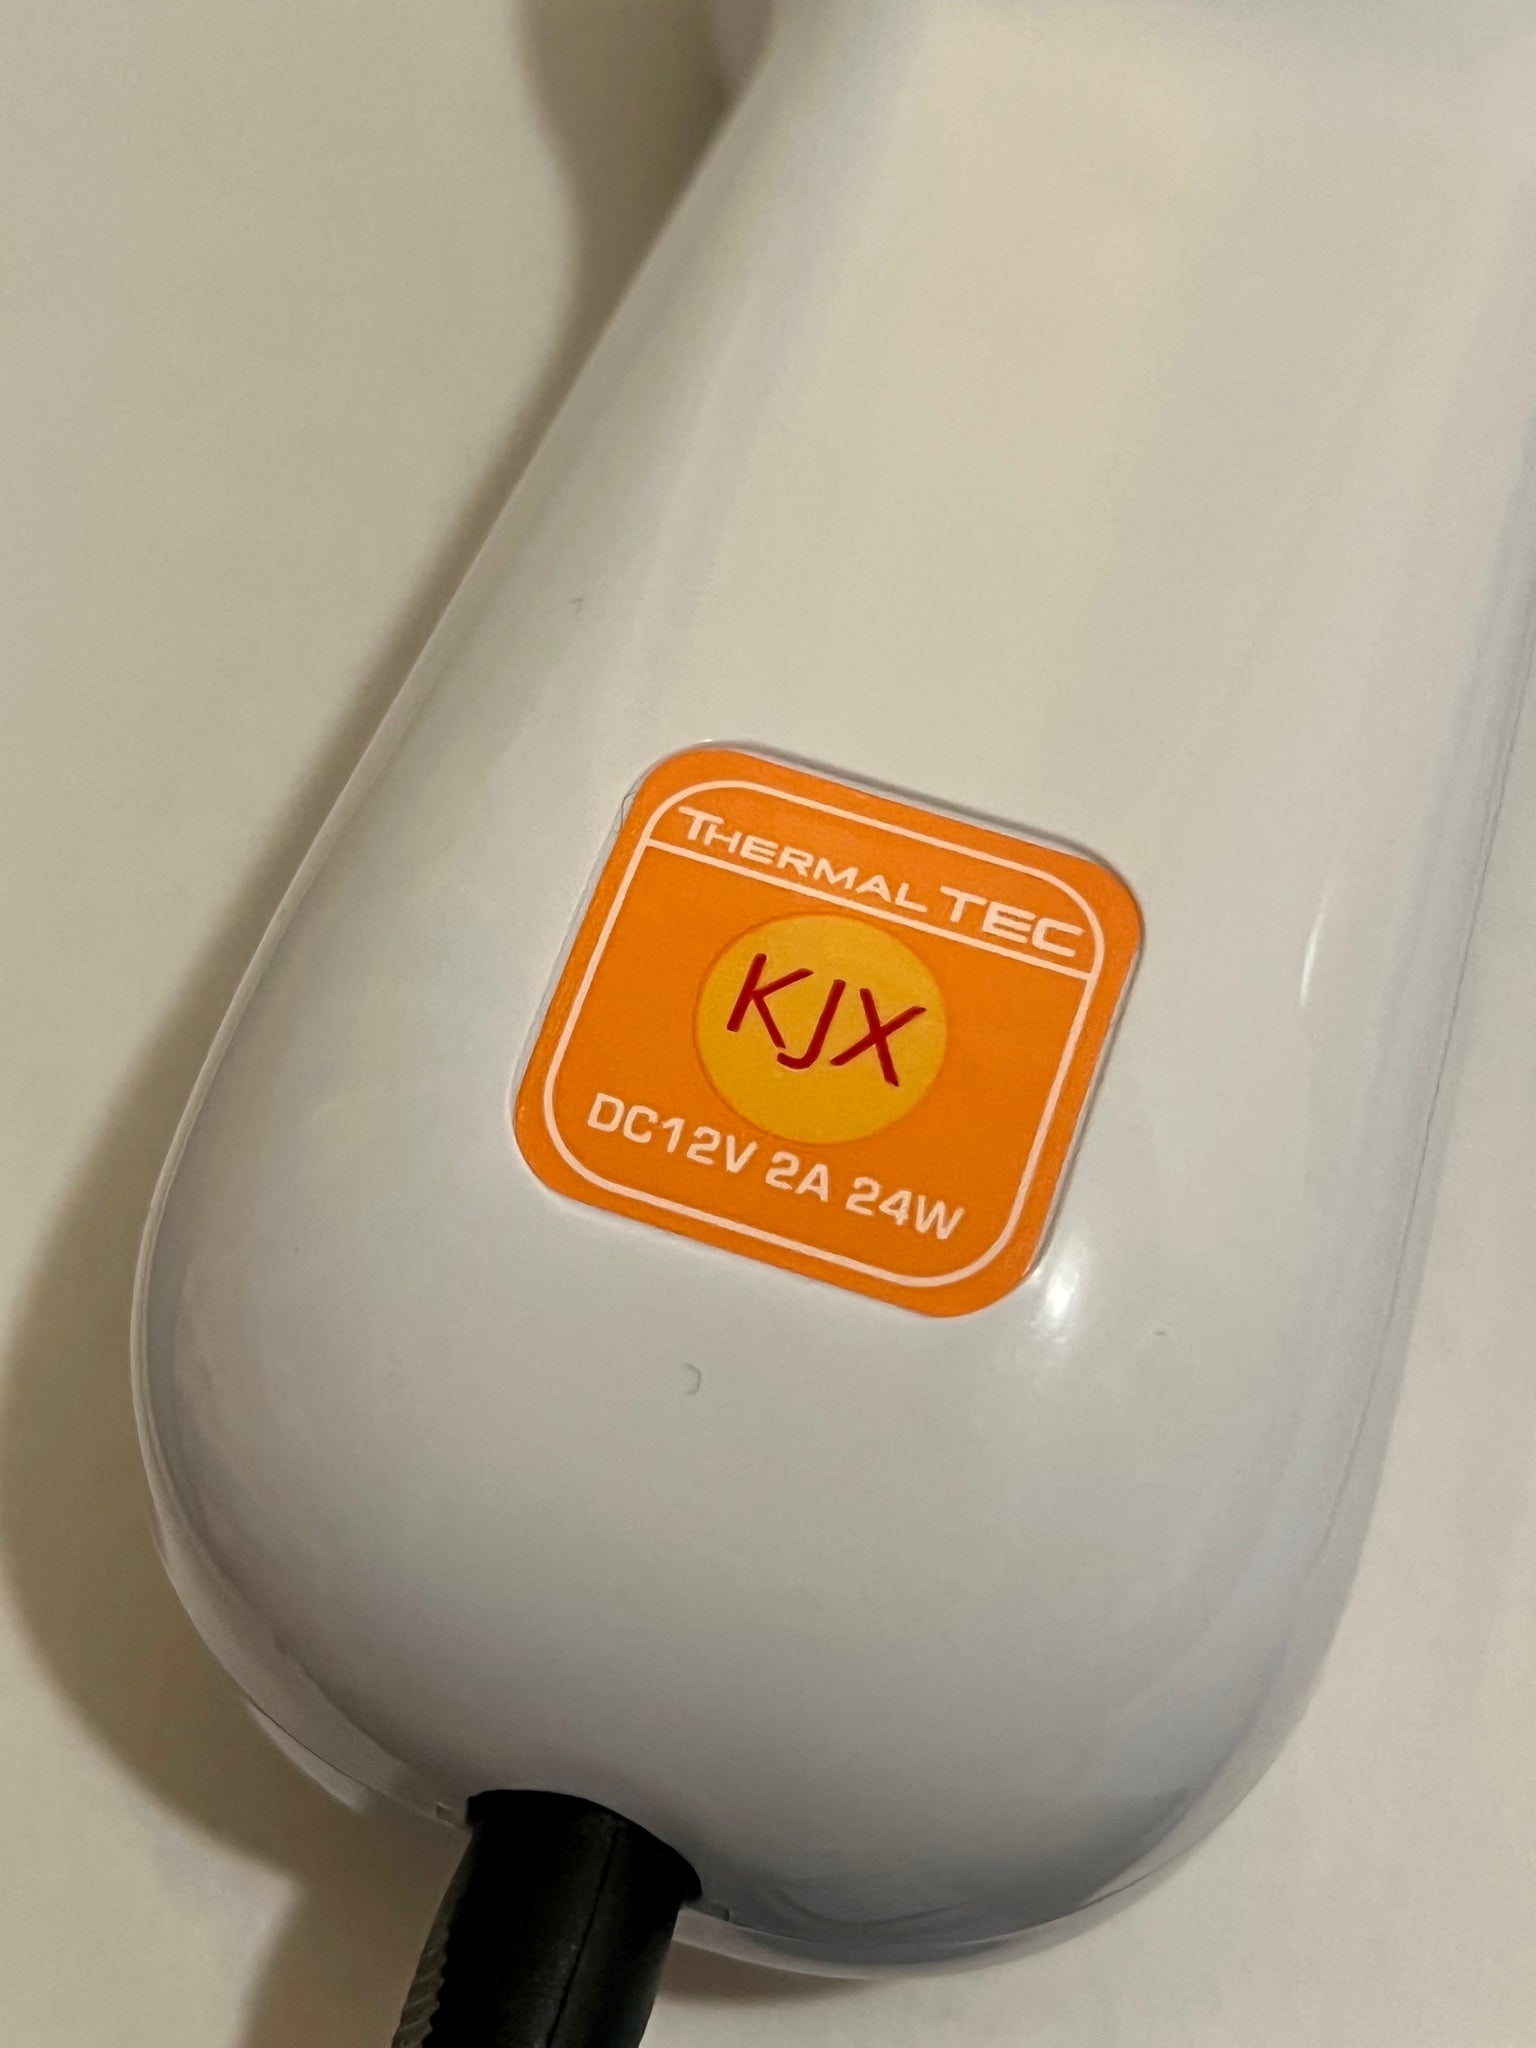 THERMAL TEC
KJX
DC12V 2A 24W